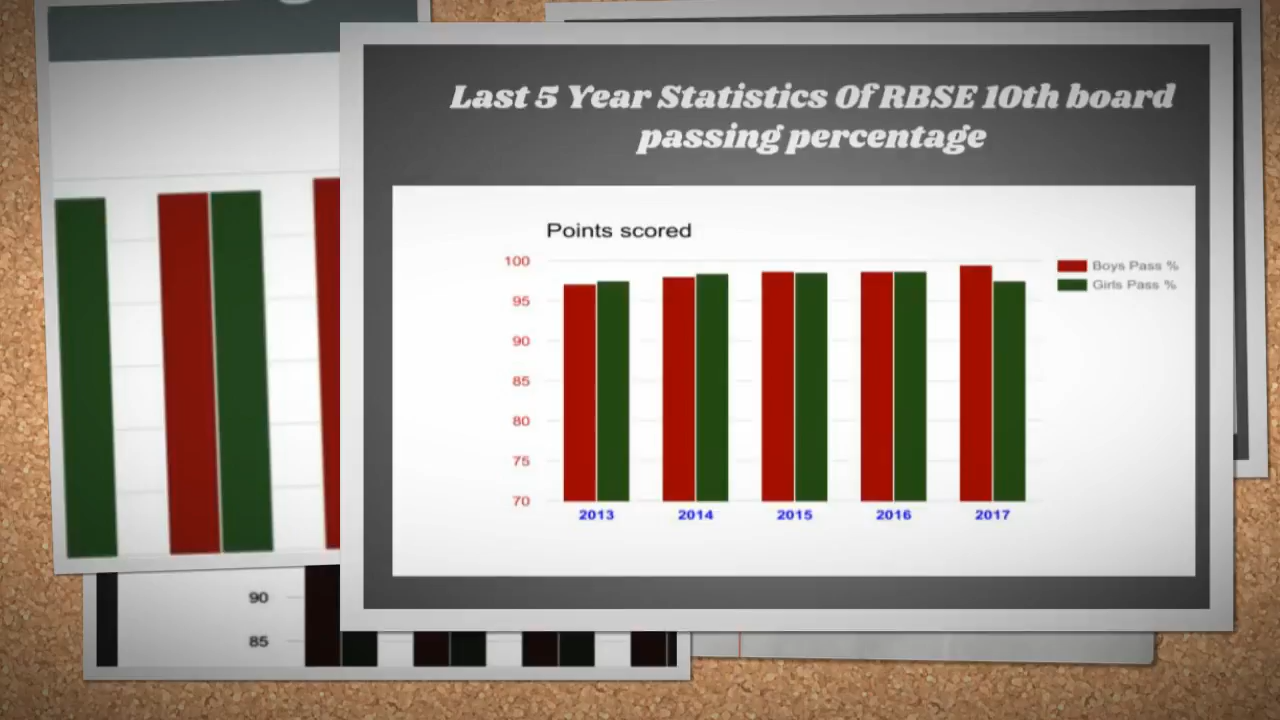 Last 5 Year Statistics Of RBSE 10th board
passing percentage
Points scored
100
95
90
85
80
75
70
2013 2014 2015 2016 2017
Boys Pass %
Girls Pass %
90
85